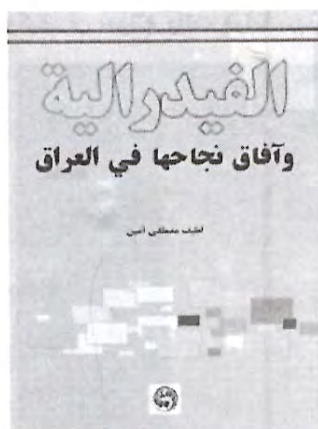 الفيدرالية
وآفاق نجاحها في العراق
لطيف مصطفى أمين